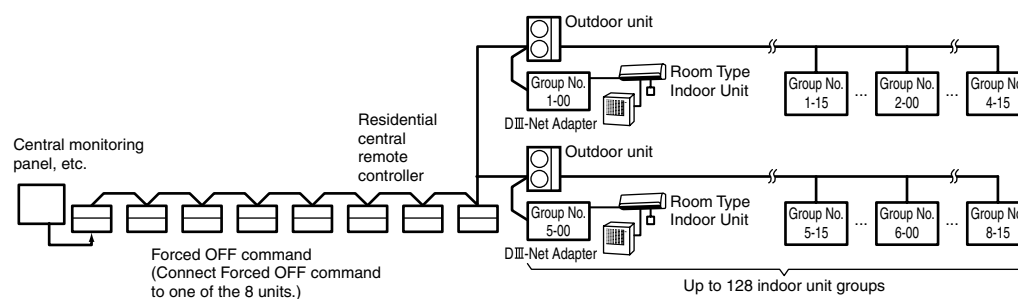 Outdoor unit
Group No.
1-00
Room Type
Indoor Unit
DIII-Net Adapter
Group No.
1-15
...
Group No.
2-00
...
Group No.
4-15
Central monitoring
panel, etc.
Residential
central
remote
controller
Outdoor unit
Group No.
5-00
Room Type
Indoor Unit
DIII-Net Adapter
Group No.
5-15
...
Group No.
6-00
...
Group No.
8-15
Forced OFF command
(Connect Forced OFF command
to one of the 8 units.)
Up to 128 indoor unit groups